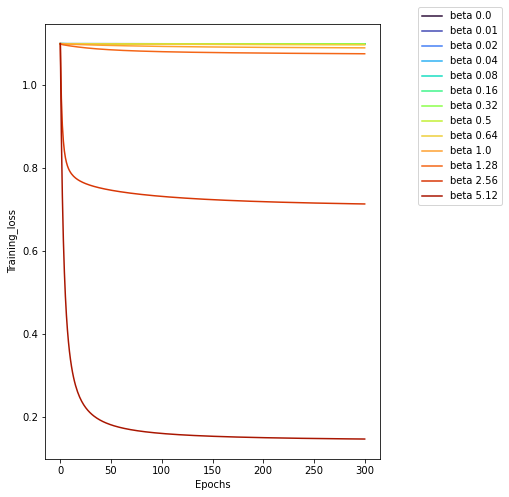 beta 0.0
beta 0.01
beta 0.02
beta 0.04
beta 0.08
beta 0.16
beta 0.32
beta 0.5
beta 0.64
beta 1.0
beta 1.28
beta 2.56
beta 5.12
Training_loss
1.0
0.8
0.6
0.4
0.2
0 50 100 150 200 250 300
Epochs